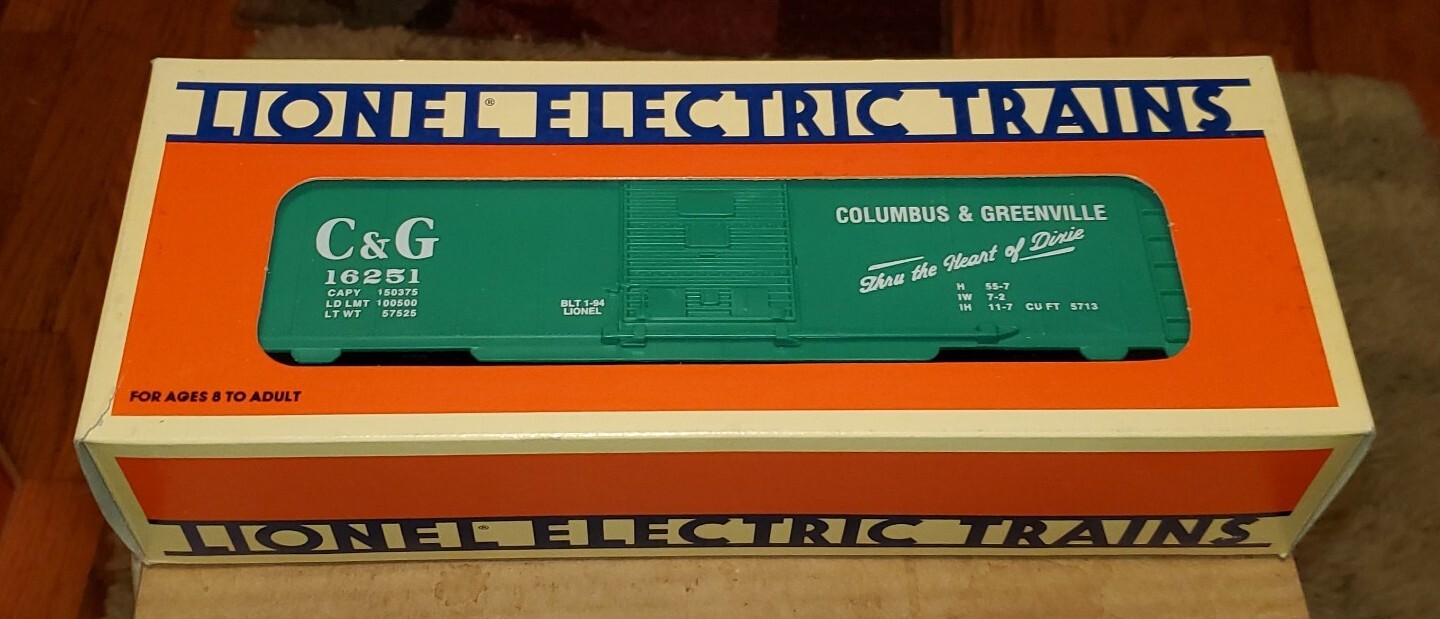 LIONEL® ELECTRIC TRAINS
C&G
16251
CAPY 150375
LD LMT 100500
LT WT 57525
BLT 1-94
LIONEL
COLUMBUS & GREENVILLE
Thru the Heart of Dixie
H 55-7
IW 7-2
IH 11-7 CU FT 5713
FOR AGES 8 TO ADULT
LIONEL® ELECTRIC TRAINS